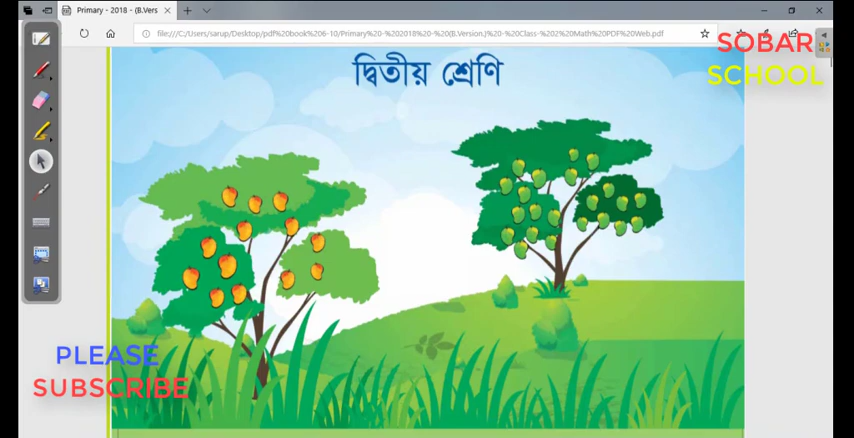 Primary - 2018 - (B.Vers
file:///C:/Users/sarup/Desktop/pdf%20book%206-10/Primary%20-%202018%20-%20(B.Version.)%20-%20Class-%202%20Math%20PDF%20Web.pdf
SOBAR
SCHOOL
দ্বিতীয় শ্রেণি
PLEASE
SUBSCRIBE